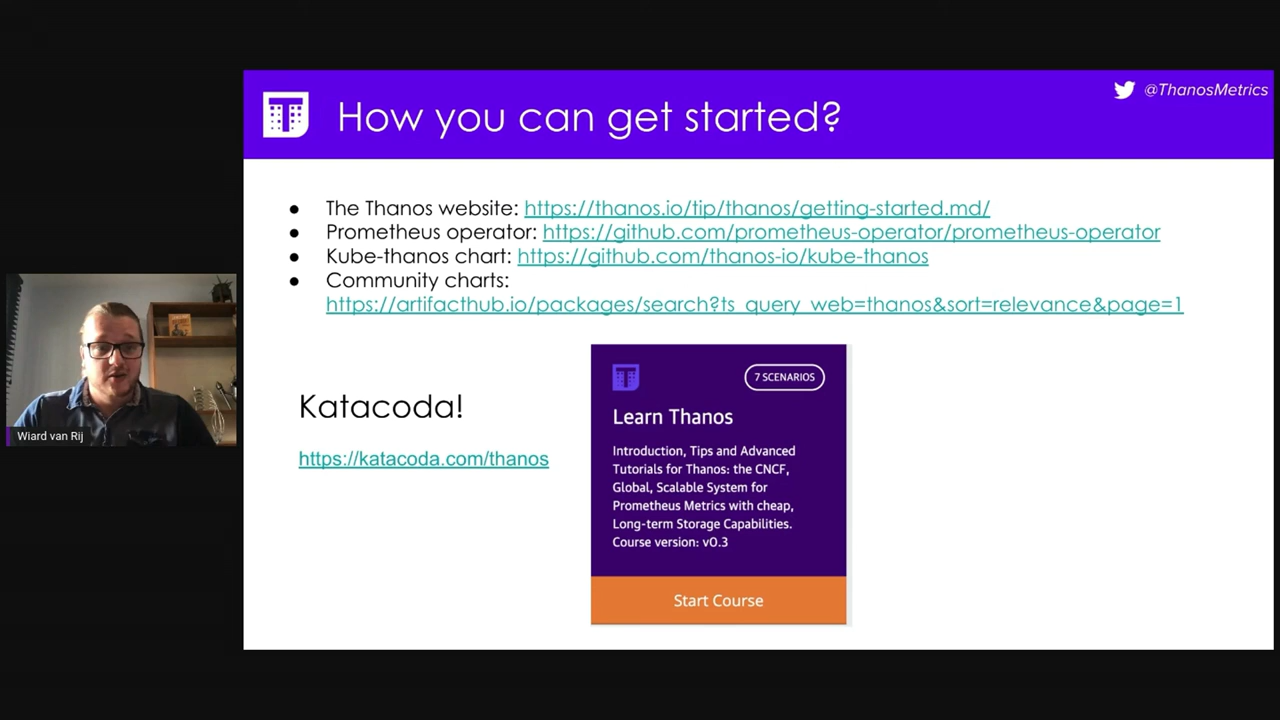 @ThanosMetrics
How you can get started?
● The Thanos website: https://thanos.io/tip/thanos/getting-started.md/
● Prometheus operator: https://github.com/prometheus-operator/prometheus-operator
● Kube-thanos chart: https://github.com/thanos-io/kube-thanos
● Community charts:
https://artifacthub.io/packages/search?ts_query_web=thanos&sort=relevance&page=1
Katacoda!
https://katacoda.com/thanos
7 SCENARIOS
Learn Thanos
Introduction, Tips and Advanced
Tutorials for Thanos: the CNCF,
Global, Scalable System for
Prometheus Metrics with cheap,
Long-term Storage Capabilities.
Course version: v0.3
Start Course
Wiard van Rij